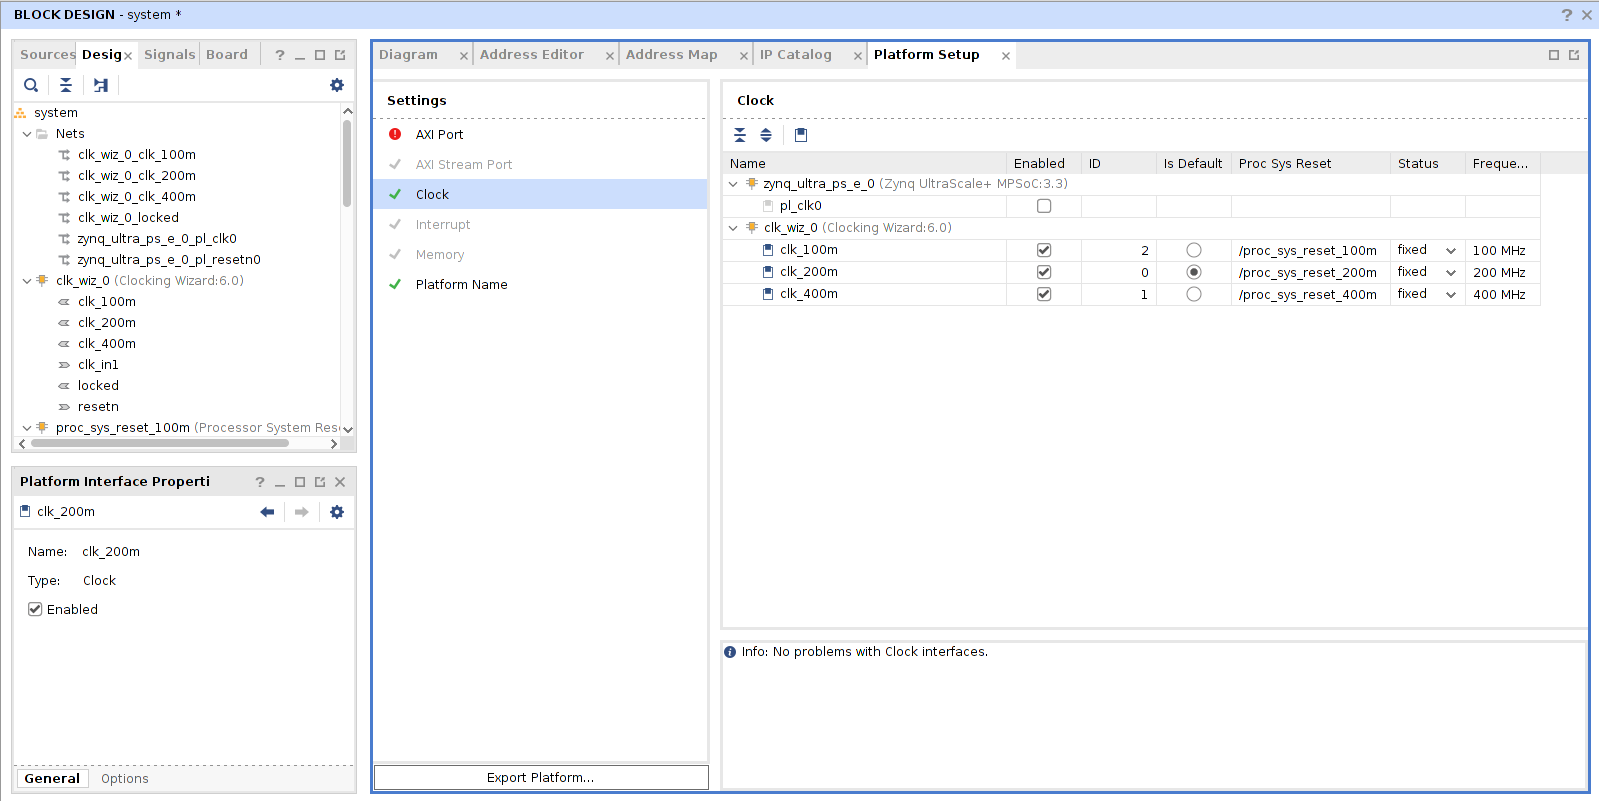 BLOCK DESIGN - system *
Sources
Desig
Signals
Board
system
Nets
clk_wiz_0_clk_100m
clk_wiz_0_clk_200m
clk_wiz_0_clk_400m
clk_wiz_0_locked
zynq_ultra_ps_e_0_pl_clk0
zynq_ultra_ps_e_0_pl_resetn0
clk_wiz_0 (Clocking Wizard:6.0)
clk_100m
clk_200m
clk_400m
clk_in1
locked
resetn
proc_sys_reset_100m (Processor System Rese
Platform Interface Properti
clk_200m
Name: clk_200m
Type: Clock
Enabled
General Options
Diagram
Address Editor
Address Map
IP Catalog
Platform Setup
Settings
AXI Port
AXI Stream Port
Clock
Interrupt
Memory
Platform Name
Export Platform...
Clock
Name Enabled ID Is Default Proc Sys Reset Status Freque...
zynq_ultra_ps_e_0 (Zynq UltraScale+ MPSoC:3.3)
pl_clk0
clk_wiz_0 (Clocking Wizard:6.0)
clk_100m 2 /proc_sys_reset_100m fixed 100 MHz
clk_200m 0 /proc_sys_reset_200m fixed 200 MHz
clk_400m 1 /proc_sys_reset_400m fixed 400 MHz
Info: No problems with Clock interfaces.